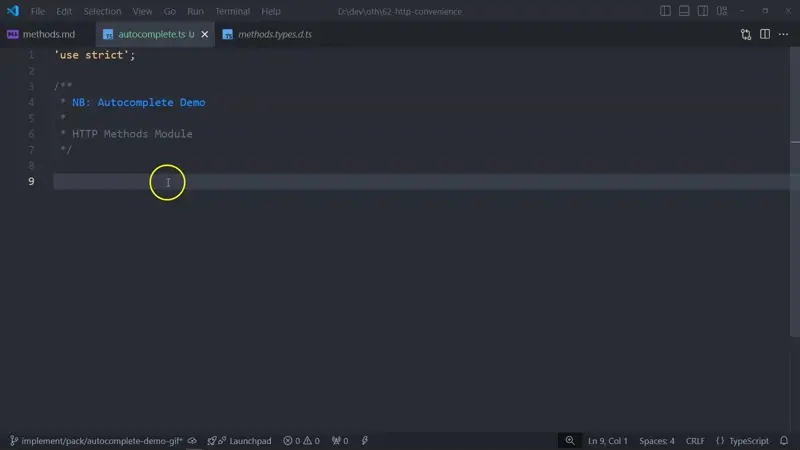 File Edit Selection View Go Run Terminal Help D:\dev\oth\62-http-convenience
methods.md autocomplete.ts U methods.types.d.ts
1 'use strict';
2
3 /**
4 * NB: Autocomplete Demo
5 *
6 * HTTP Methods Module
7 */
8
9
implement/pack/autocomplete-demo-gif* Launchpad 0 0 0 Ln 9, Col 1 Spaces: 4 CRLF {} TypeScript